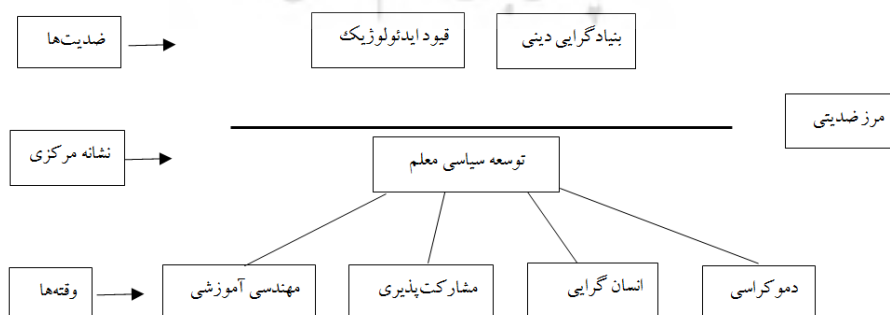 ضدیت‌ها
قیود ایدئولوژیک
بنیادگرایی دینی
مرز ضدیتی
نشانه مرکزی
توسعه سیاسی معلم
وقته‌ها
مهندسی آموزشی
مشارکت‌پذیری
انسان گرایی
دموکراسی